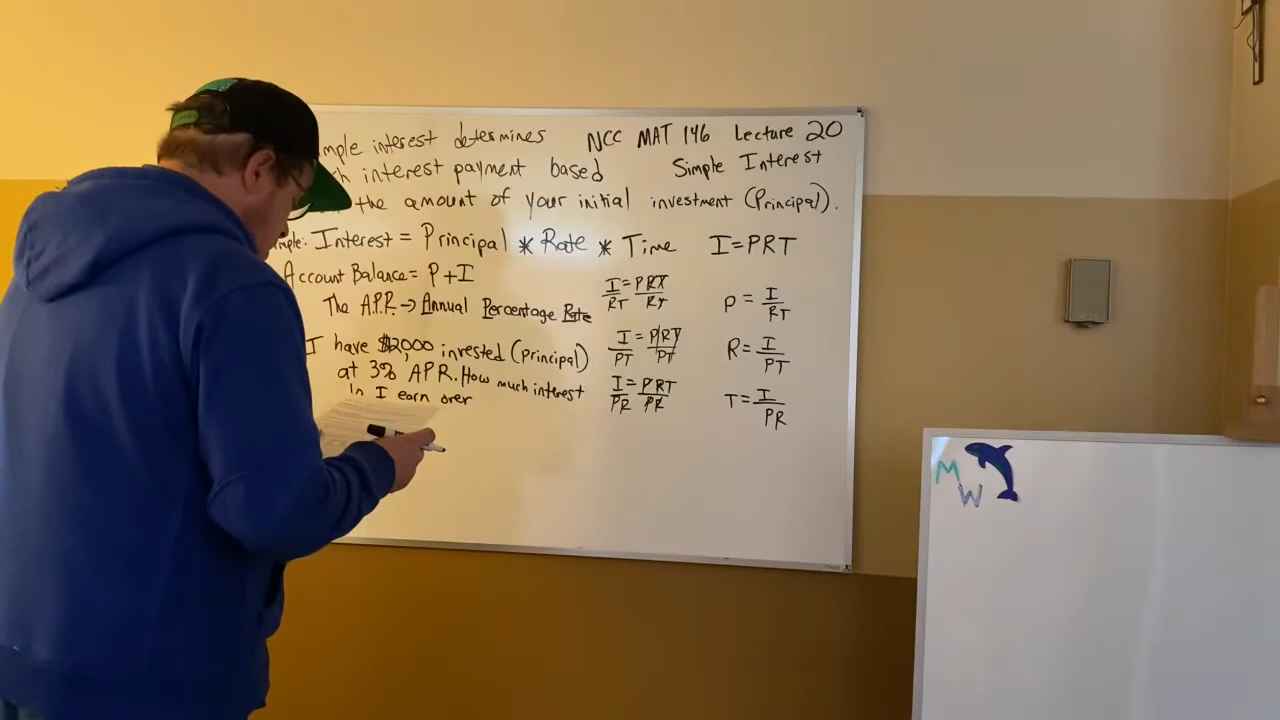 mple interest determines NCC MAT 146 Lecture 20
h interest payment based Simple Interest
the amount of your initial investment (Principal).
mple: Interest = Principal * Rate * Time I=PRT
Account Balance = P+I
The A.P.R. → Annual Percentage Rate
I have $12,000 invested (principal)
at 3% APR. How much interest
I earn over
I/RT = PRT/RT P = I/RT
I/PT = PRT/PT R = I/PT
I/PR = PRT/PR T = I/PR
M
W